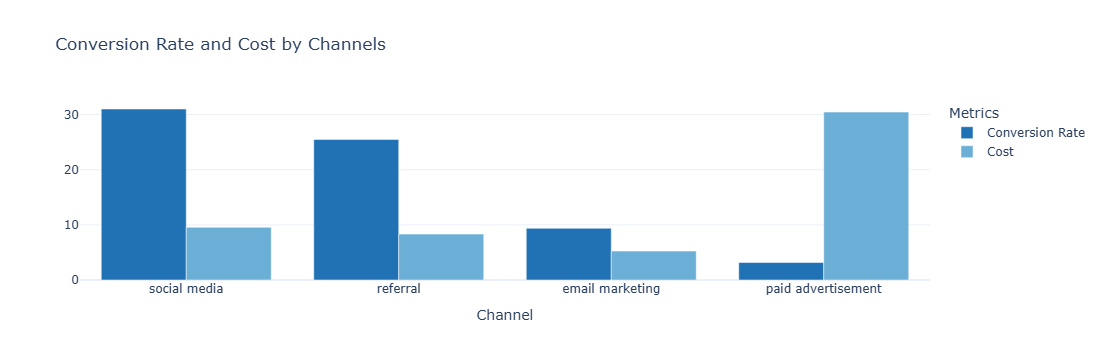 Conversion Rate and Cost by Channels
30
20
10
0
social media
referral
email marketing
paid advertisement
Channel
Metrics
Conversion Rate
Cost